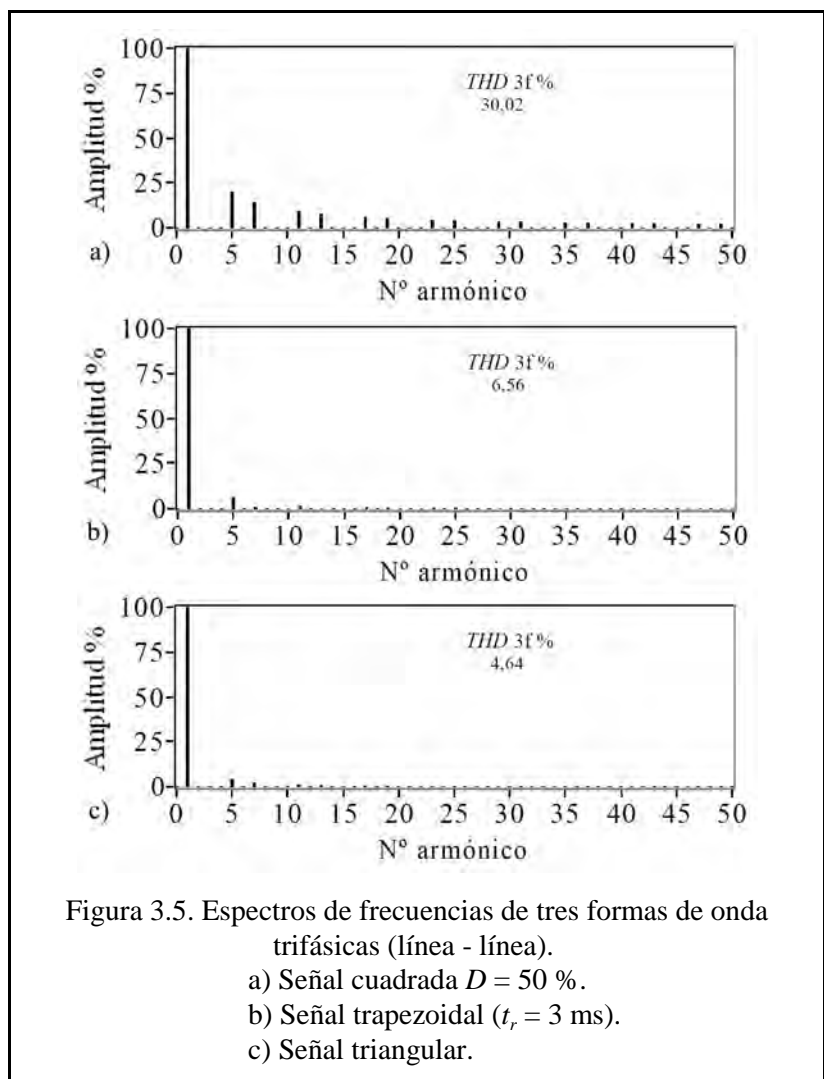 100
75
50
25
0
Amplitud %
THD 3f %
30,02
0 5 10 15 20 25 30 35 40 45 50
a)
Nº armónico
100
75
50
25
0
Amplitud %
THD 3f %
6,56
0 5 10 15 20 25 30 35 40 45 50
b)
Nº armónico
100
75
50
25
0
Amplitud %
THD 3f %
4,64
0 5 10 15 20 25 30 35 40 45 50
c)
Nº armónico
Figura 3.5. Espectros de frecuencias de tres formas de onda
trifásicas (línea - línea).
a) Señal cuadrada D = 50 %.
b) Señal trapezoidal (tr = 3 ms).
c) Señal triangular.